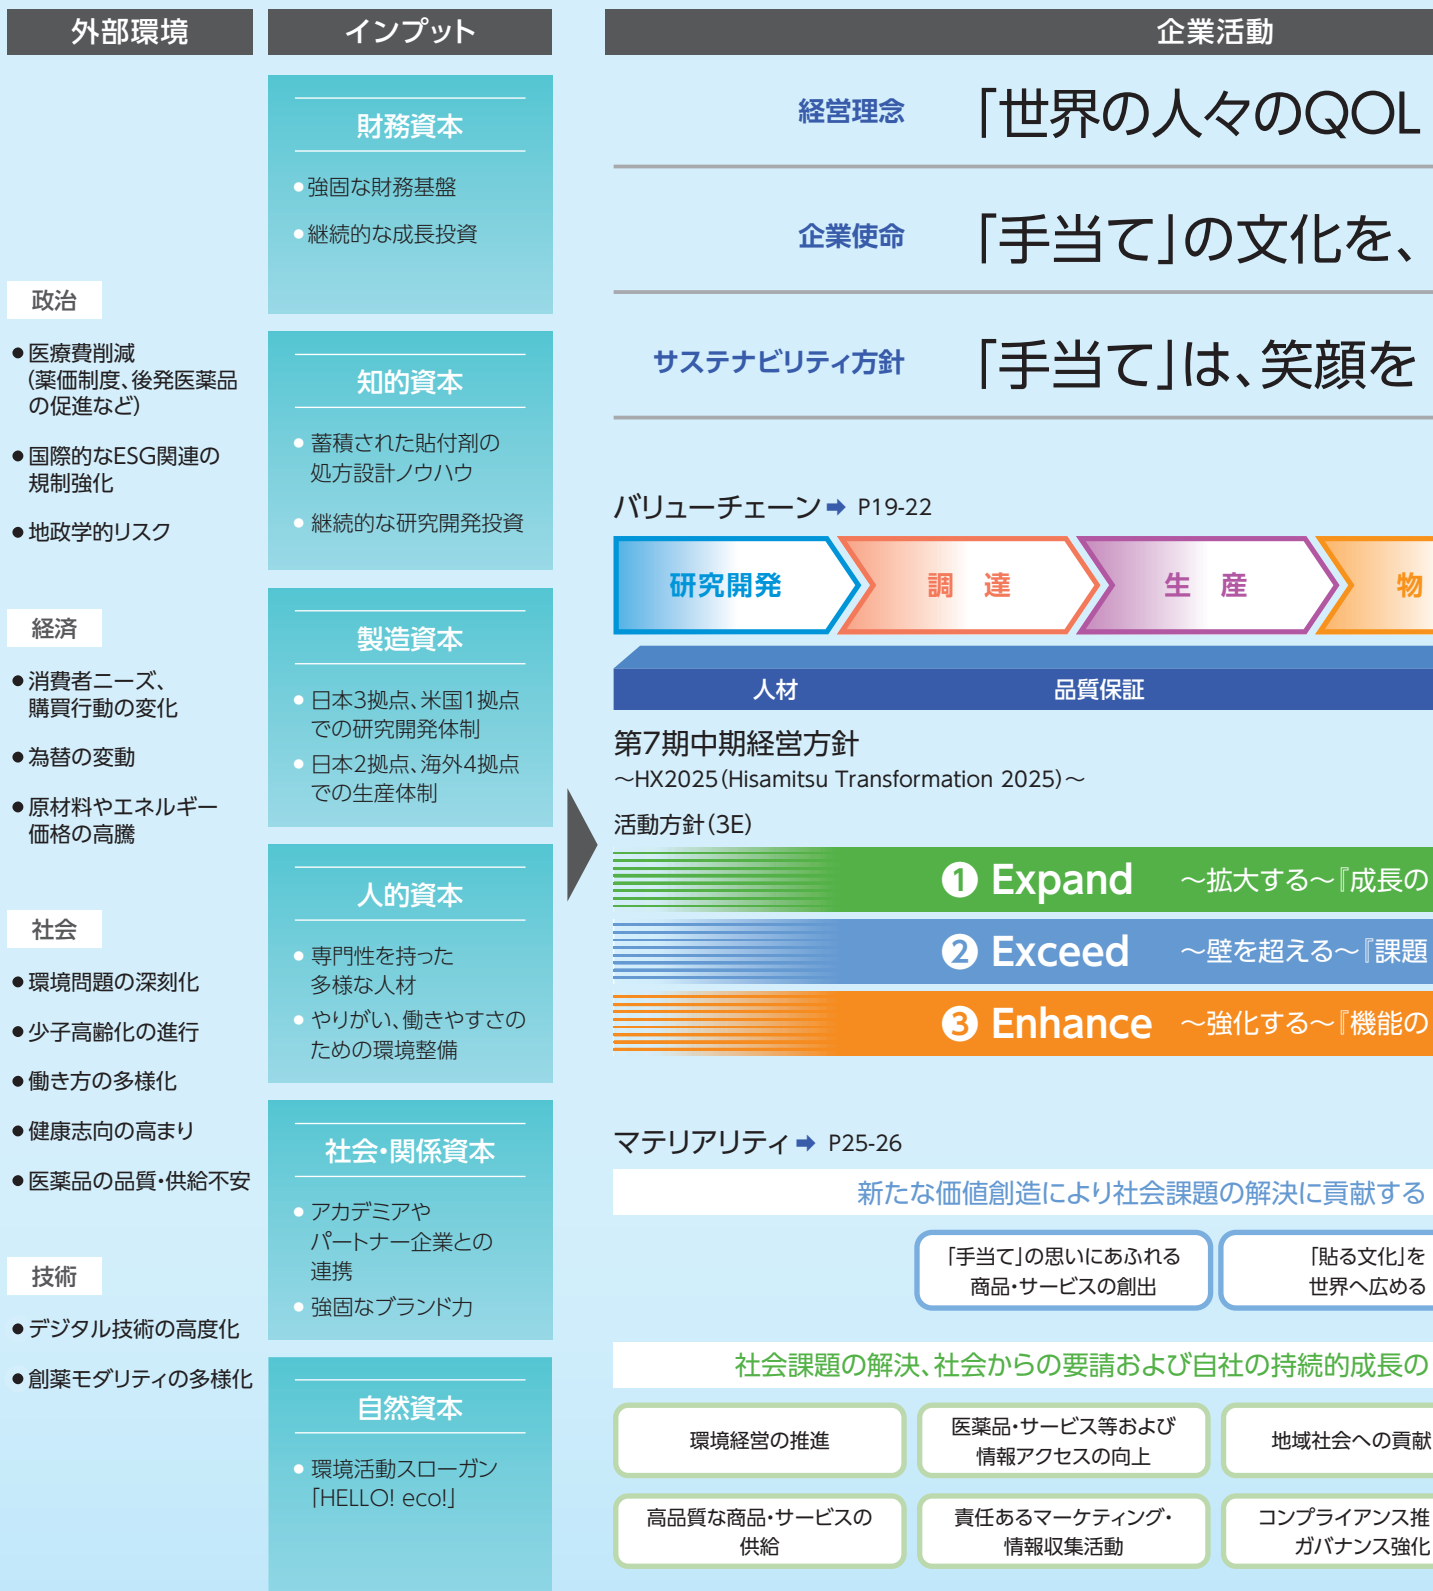 外部環境
政治
●医療費削減
(薬価制度、後発医薬品
の促進など)
●国際的なESG関連の
規制強化
●地政学的リスク
経済
●消費者ニーズ、
購買行動の変化
●為替の変動
●原材料やエネルギー
価格の高騰
社会
●環境問題の深刻化
●少子高齢化の進行
●働き方の多様化
●健康志向の高まり
●医薬品の品質・供給不安
技術
●デジタル技術の高度化
●創薬モダリティの多様化
インプット
財務資本
●強固な財務基盤
●継続的な成長投資
知的資本
●蓄積された貼付剤の
処方設計ノウハウ
●継続的な研究開発投資
製造資本
●日本3拠点、米国1拠点
での研究開発体制
●日本2拠点、海外4拠点
での生産体制
人的資本
●専門性を持った
多様な人材
●やりがい、働きやすさの
ための環境整備
社会・関係資本
●アカデミアや
パートナー企業との
連携
●強固なブランド力
自然資本
●環境活動スローガン
「HELLO! eco!」
企業活動
経営理念 「世界の人々のQOL
企業使命 「手当て」の文化を、
サステナビリティ方針 「手当て」は、笑顔を
バリューチェーン➡ P19-22
研究開発 調達 生産 物
人材 品質保証
第7期中期経営方針
〜HX2025(Hisamitsu Transformation 2025)〜
活動方針(3E)
❶ Expand 〜拡大する〜『成長の
❷ Exceed 〜壁を超える〜『課題
❸ Enhance 〜強化する〜『機能の
マテリアリティ➡ P25-26
新たな価値創造により社会課題の解決に貢献する
「手当て」の思いにあふれる
商品・サービスの創出
「貼る文化」を
世界へ広める
社会課題の解決、社会からの要請および自社の持続的成長の
環境経営の推進
医薬品・サービス等および
情報アクセスの向上
地域社会への貢献
高品質な商品・サービスの
供給
責任あるマーケティング・
情報収集活動
コンプライアンス推
ガバナンス強化